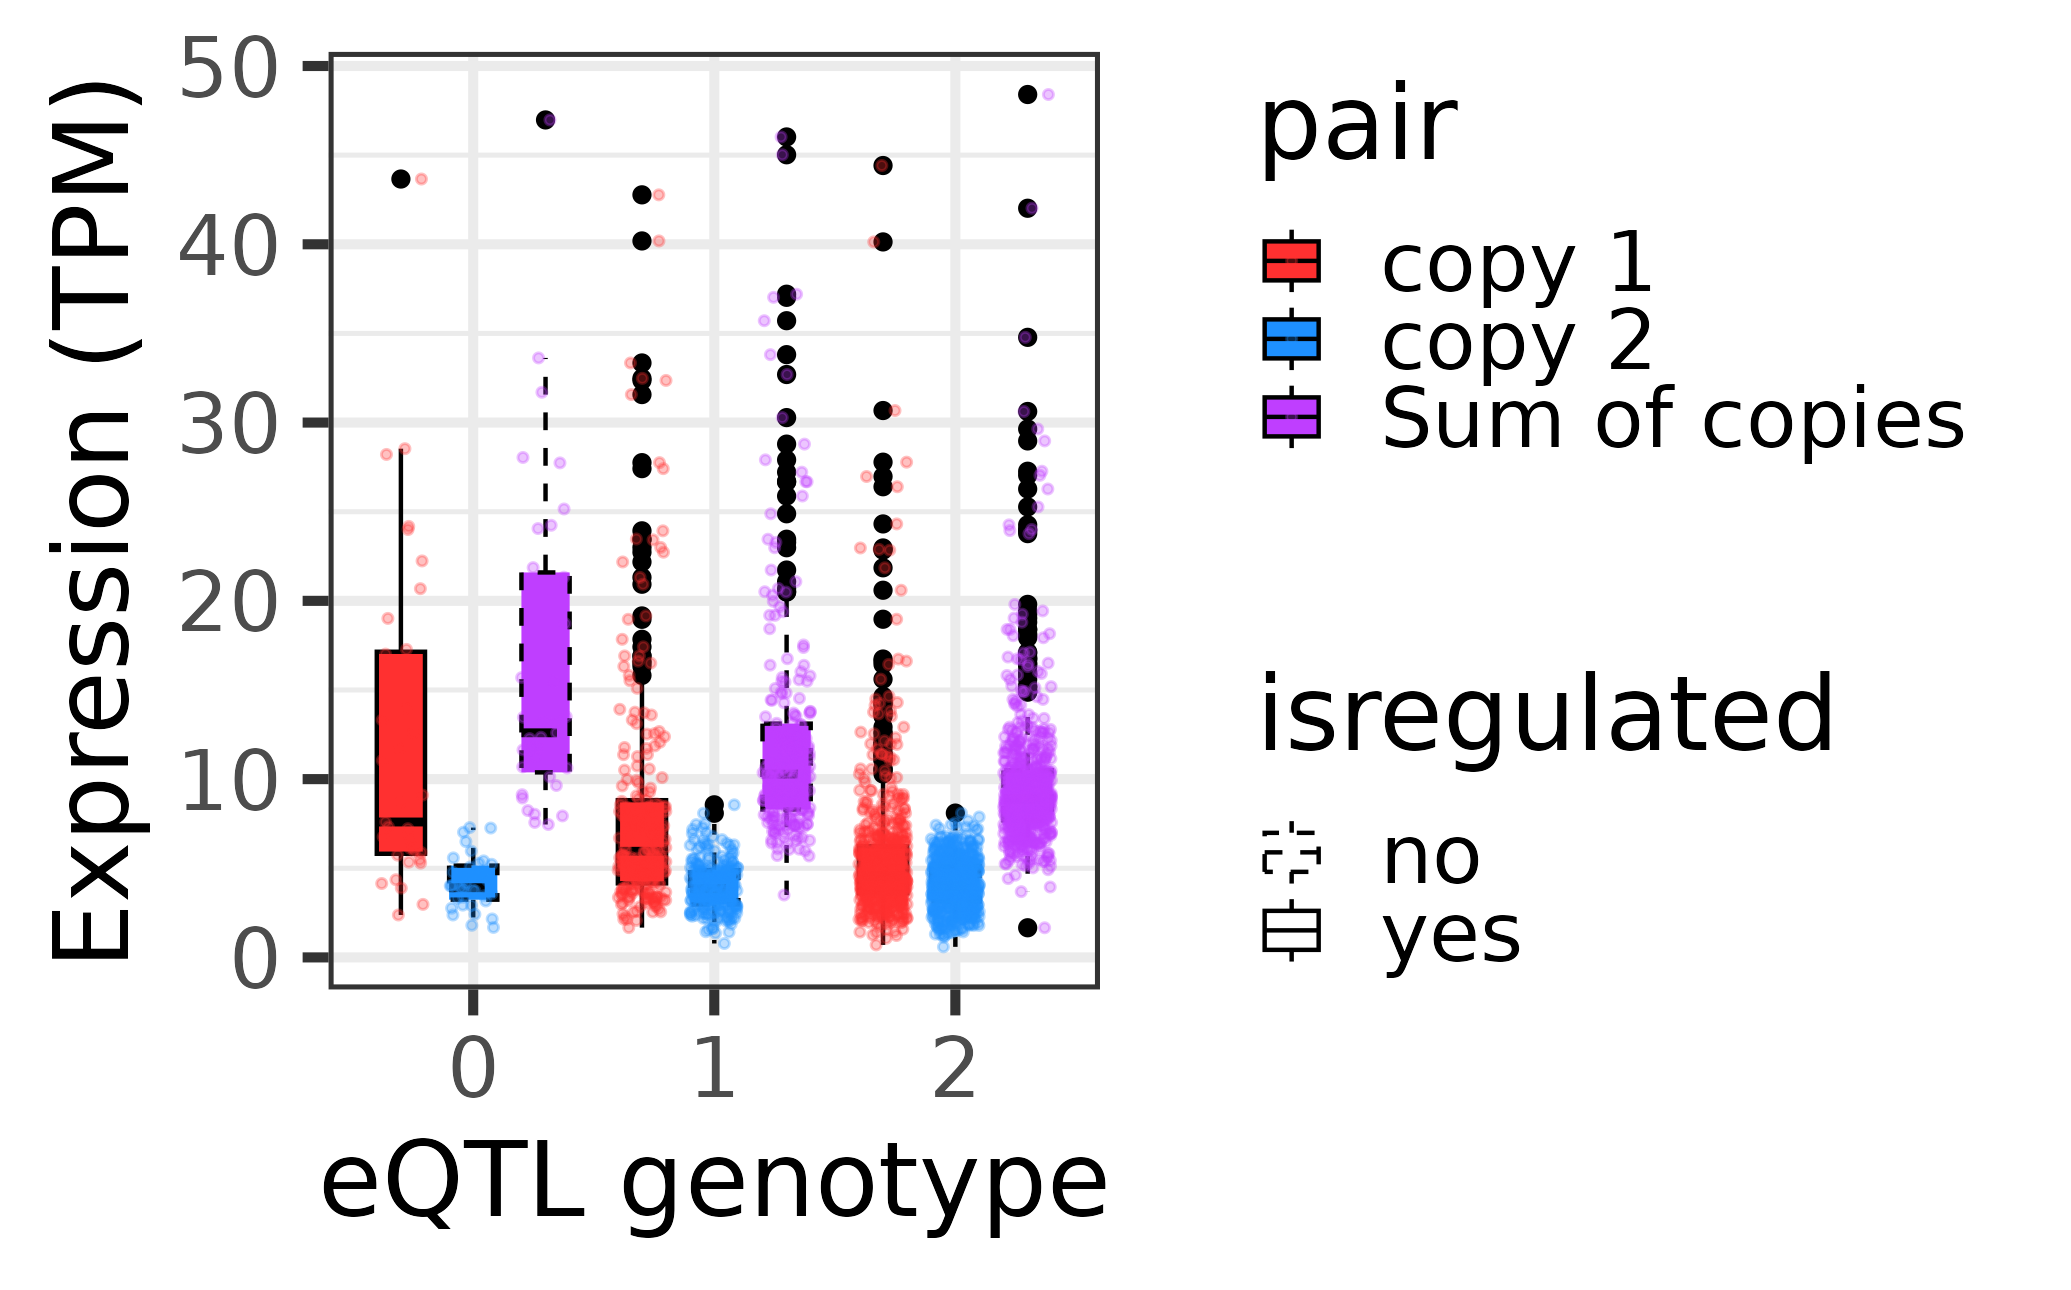 Expression (TPM)
50
40
30
20
10
0
0 1 2
eQTL genotype
pair
copy 1
copy 2
Sum of copies
isregulated
no
yes